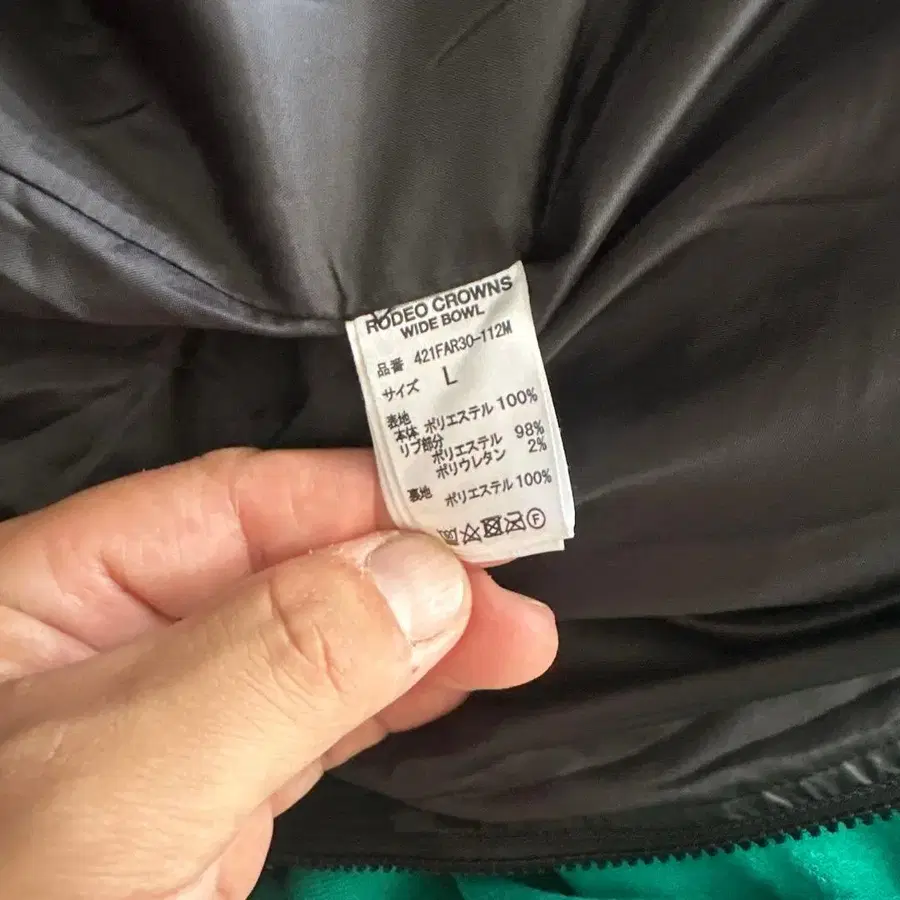 RODEO CROWNS
WIDE BOWL
品番 421FAR30-112M
サイズ L
表地
本体 ポリエステル 100%
リブ部分
ポリエステル 98%
ポリウレタン 2%
裏地 ポリエステル 100%
F